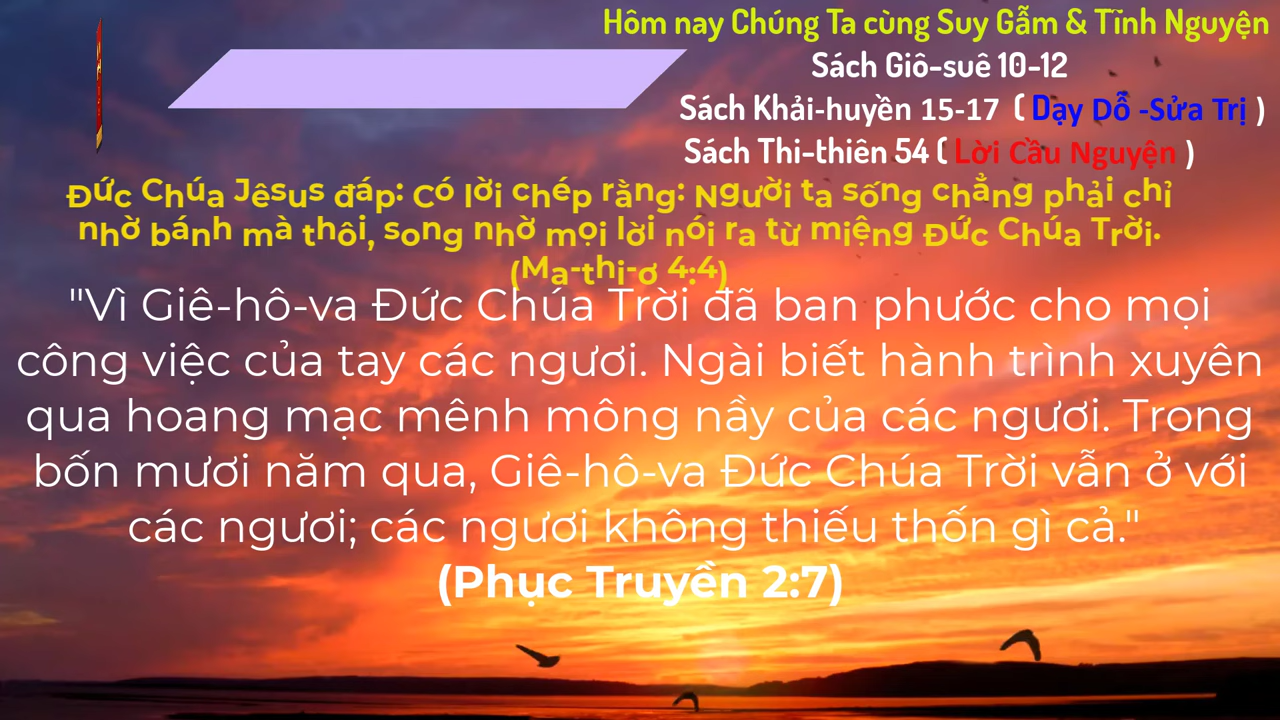 Hôm nay Chúng Ta cùng Suy Gẫm & Tĩnh Nguyện
Sách Giô-suê 10-12
Sách Khải-huyền 15-17 ( Dạy Dỗ -Sửa Trị )
Sách Thi-thiên 54 ( Lời Cầu Nguyện )
Đức Chúa Jêsus đáp: Có lời chép rằng: Người ta sống chẳng phải chỉ
nhờ bánh mà thôi, song nhờ mọi lời nói ra từ miệng Đức Chúa Trời.
(Ma-thi-ơ 4:4)
"Vì Giê-hô-va Đức Chúa Trời đã ban phước cho mọi
công việc của tay các ngươi. Ngài biết hành trình xuyên
qua hoang mạc mênh mông nầy của các ngươi. Trong
bốn mươi năm qua, Giê-hô-va Đức Chúa Trời vẫn ở với
các ngươi; các ngươi không thiếu thốn gì cả."
(Phục Truyền 2:7)